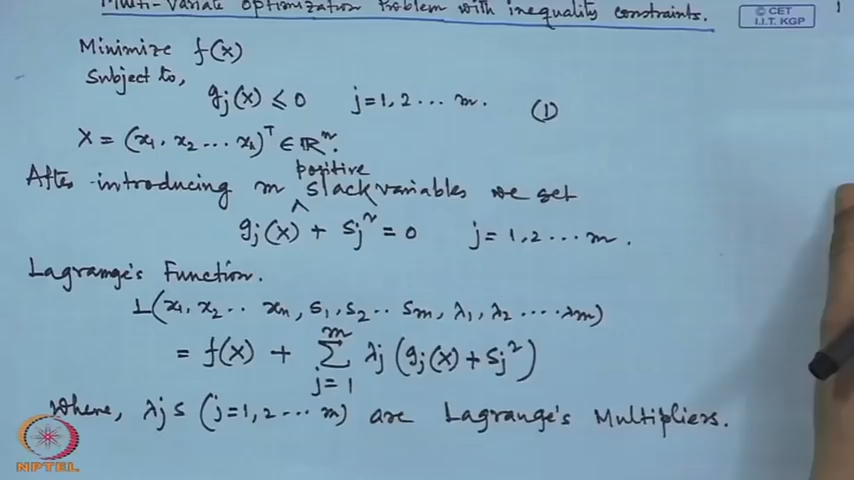 Multi-Variate Optimization Problem with inequality constraints.
© CET
I.I.T. KGP
1
Minimize f(x)
Subject to,
gj(x) ≤ 0 j=1,2...m. (1)
X = (x1, x2 ... xn)ᵀ ∈ ℝⁿ.
positive
After introducing m ^ slack variables we get
gj(x) + sj² = 0 j=1,2...m.
Lagrange's Function.
L(x1, x2.. xn, s1, s2.. sm, λ1, λ2 .... λm)
= f(x) + ∑_{j=1}^{m} λj (gj(x) + sj²)
Where, λj s (j=1,2...m) are Lagrange's Multipliers.
NPTEL